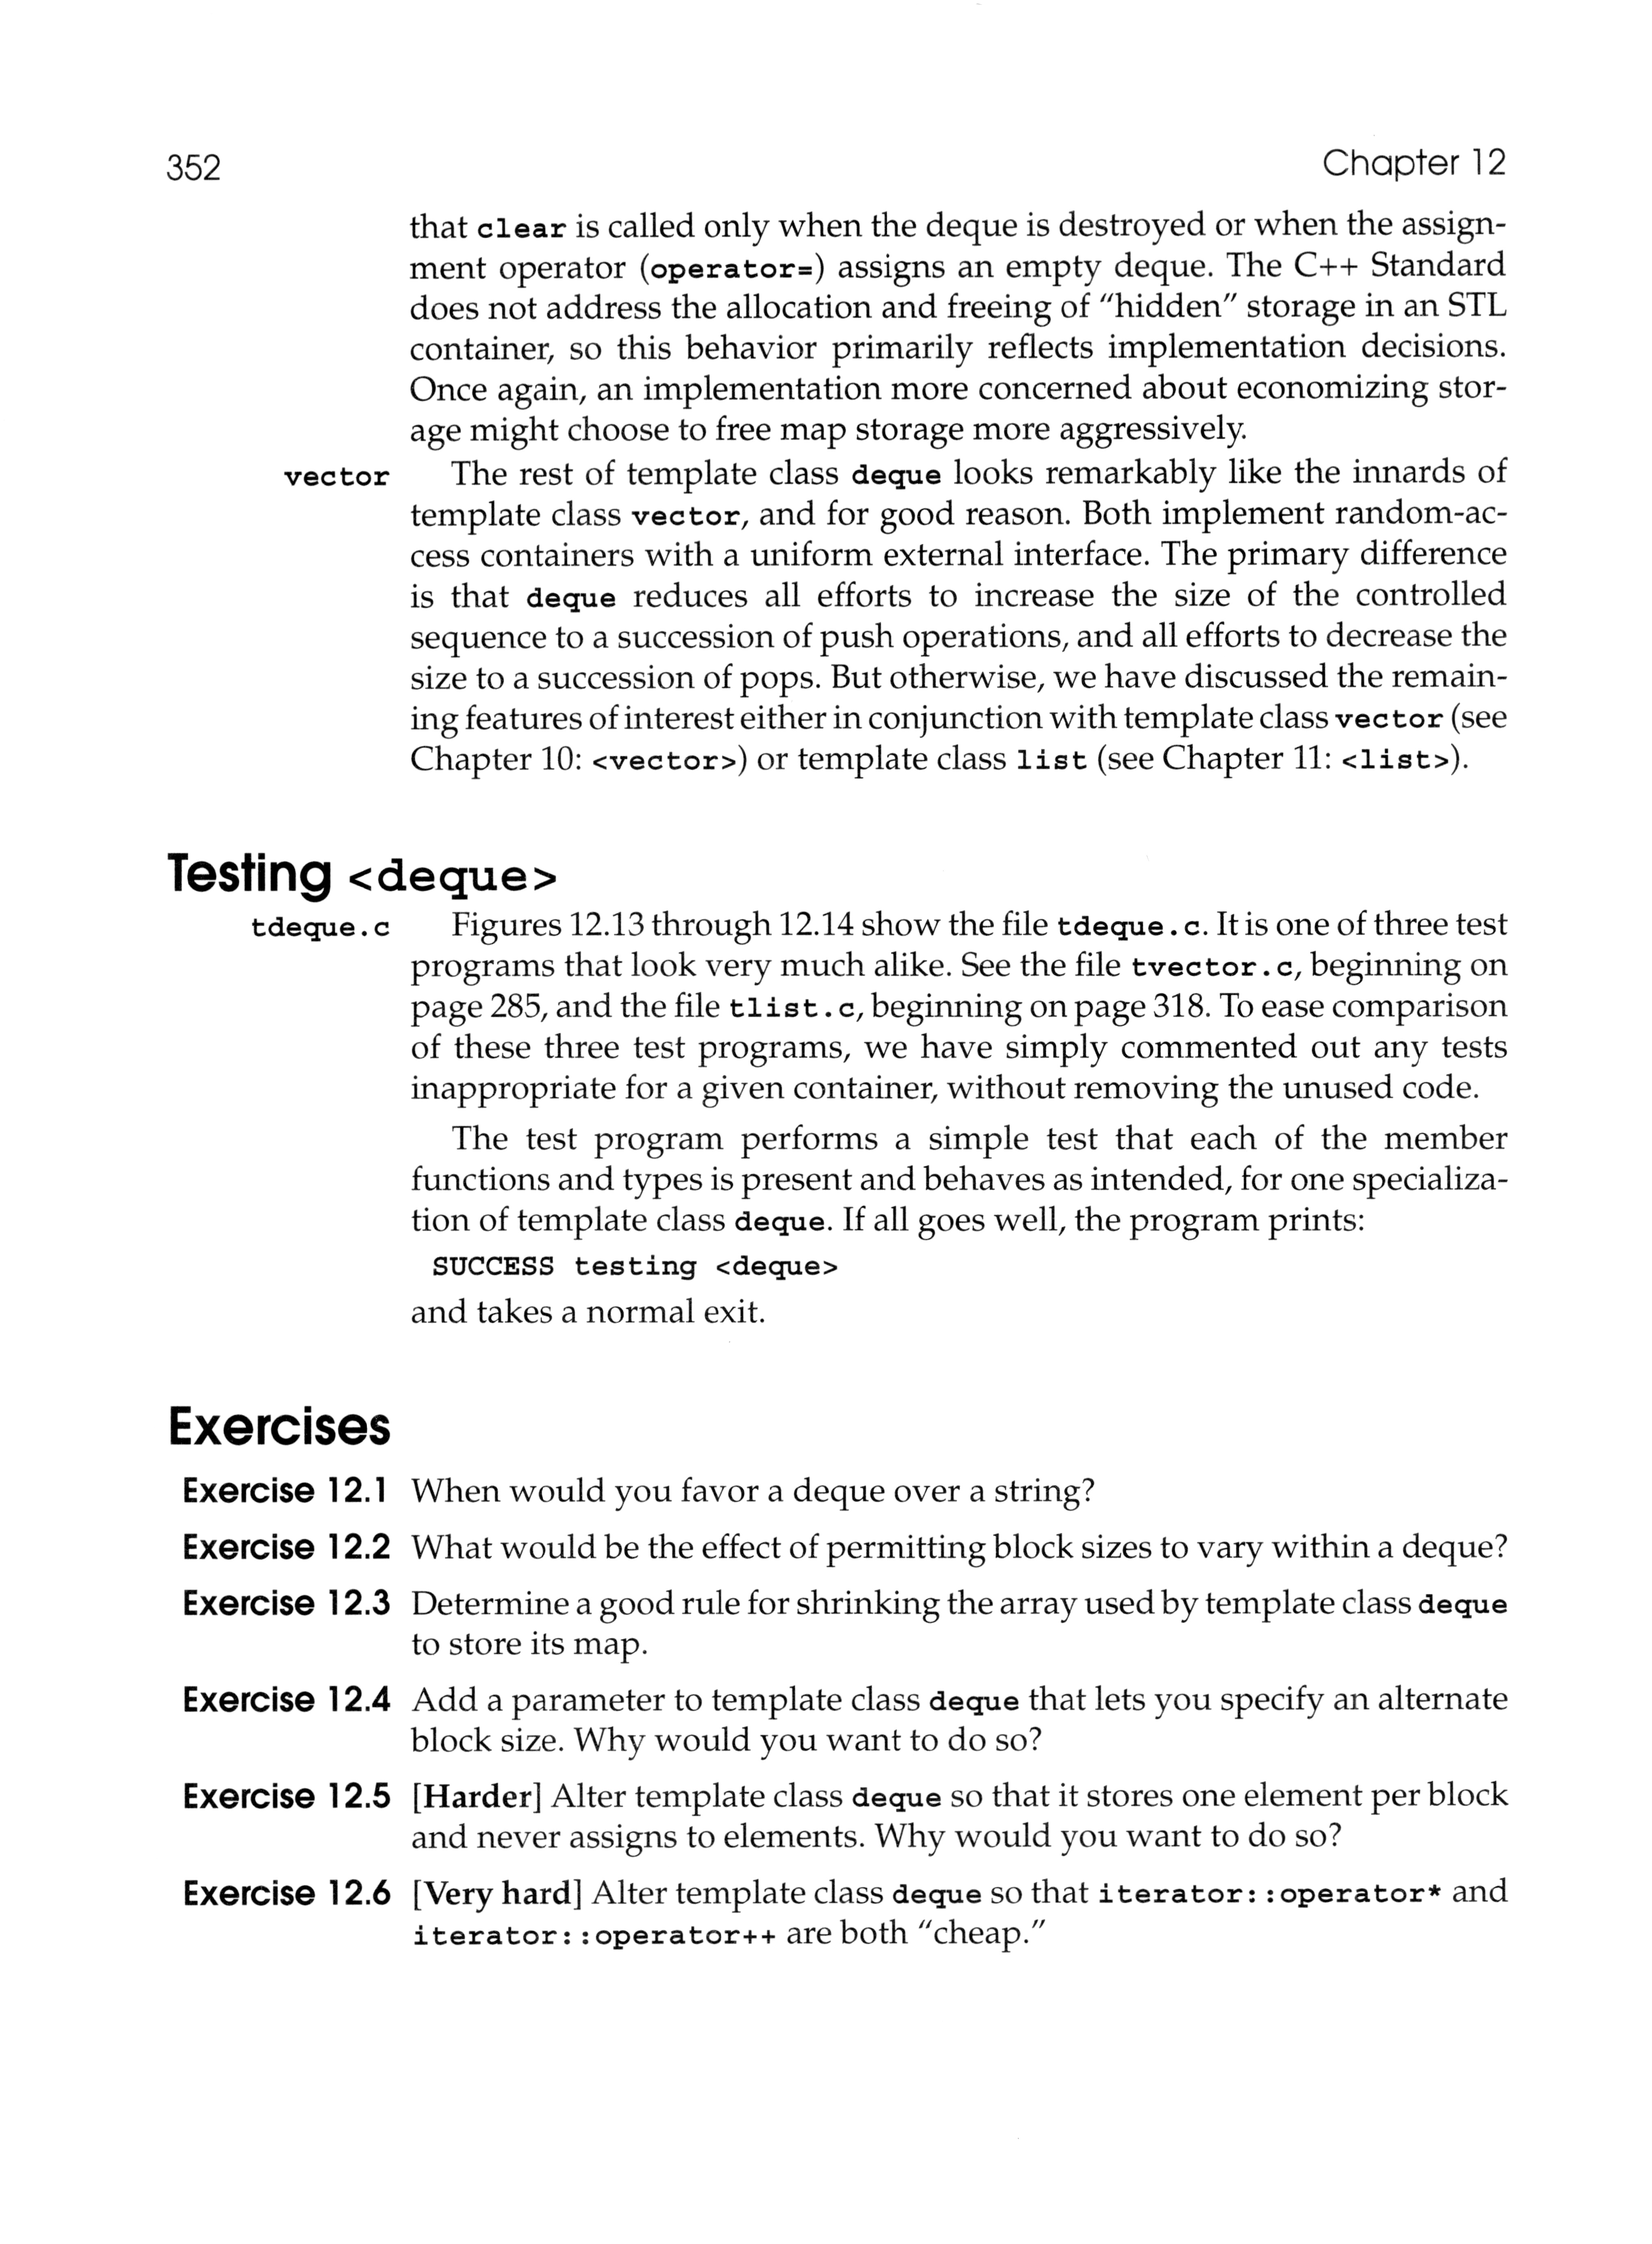 352
Chapter 12
that clear is called only when the deque is destroyed or when the assign-
ment operator (operator=) assigns an empty deque. The C++ Standard
does not address the allocation and freeing of "hidden" storage in an STL
container, so this behavior primarily reflects implementation decisions.
Once again, an implementation more concerned about economizing stor-
age might choose to free map storage more aggressively.
vector The rest of template class deque looks remarkably like the innards of
template class vector, and for good reason. Both implement random-ac-
cess containers with a uniform external interface. The primary difference
is that deque reduces all efforts to increase the size of the controlled
sequence to a succession of push operations, and all efforts to decrease the
size to a succession of pops. But otherwise, we have discussed the remain-
ing features of interest either in conjunction with template class vector (see
Chapter 10: <vector>) or template class list (see Chapter 11: <list>).
Testing <deque>
tdeque.c Figures 12.13 through 12.14 show the file tdeque.c. It is one of three test
programs that look very much alike. See the file tvector.c, beginning on
page 285, and the file tlist.c, beginning on page 318. To ease comparison
of these three test programs, we have simply commented out any tests
inappropriate for a given container, without removing the unused code.
The test program performs a simple test that each of the member
functions and types is present and behaves as intended, for one specializa-
tion of template class deque. If all goes well, the program prints:
SUCCESS testing <deque>
and takes a normal exit.
Exercises
Exercise 12.1 When would you favor a deque over a string?
Exercise 12.2 What would be the effect of permitting block sizes to vary within a deque?
Exercise 12.3 Determine a good rule for shrinking the array used by template class deque
to store its map.
Exercise 12.4 Add a parameter to template class deque that lets you specify an alternate
block size. Why would you want to do so?
Exercise 12.5 [Harder] Alter template class deque so that it stores one element per block
and never assigns to elements. Why would you want to do so?
Exercise 12.6 [Very hard] Alter template class deque so that iterator::operator* and
iterator::operator++ are both "cheap."